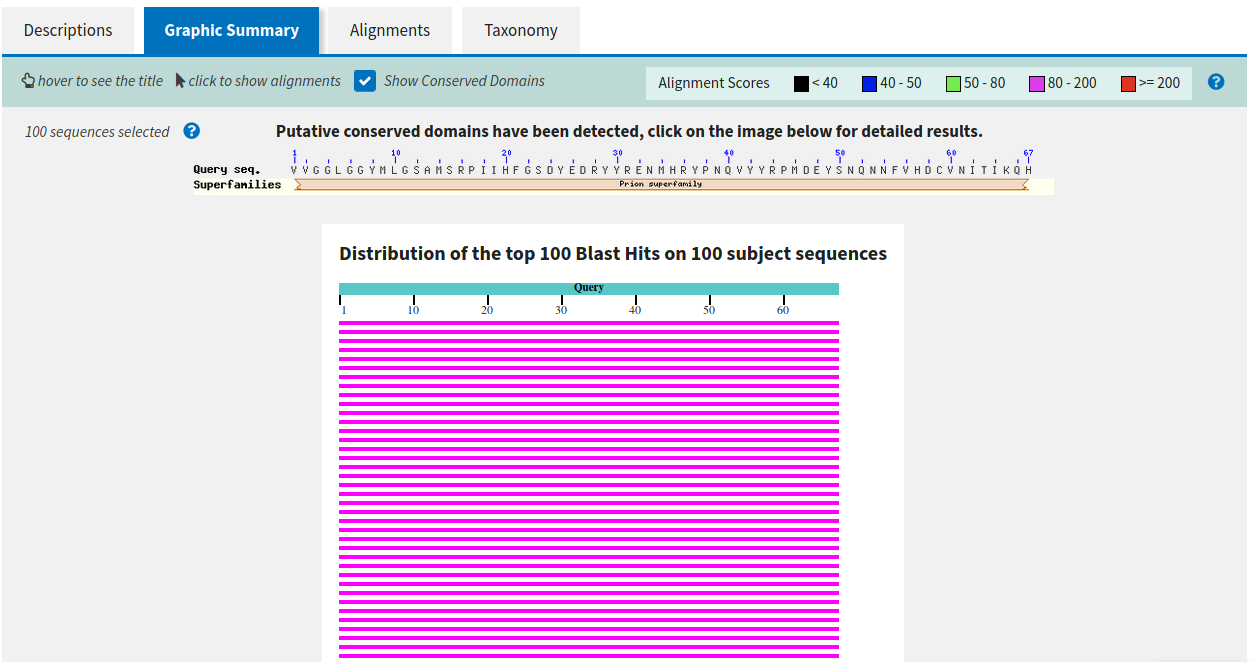 Descriptions Graphic Summary Alignments Taxonomy
hover to see the title click to show alignments Show Conserved Domains Alignment Scores < 40 40 - 50 50 - 80 80 - 200 >= 200 ?
100 sequences selected ? Putative conserved domains have been detected, click on the image below for detailed results.
1 10 20 30 40 50 60 67
Query seq. V V G G L G G Y M L G S A M S R P I I H F G S D Y E D R Y Y R E N M H R Y P N Q V Y Y R P M D E Y S N Q N N F V H D C V N I T I K Q H
Superfamilies Prion superfamily
Distribution of the top 100 Blast Hits on 100 subject sequences
Query
1 10 20 30 40 50 60